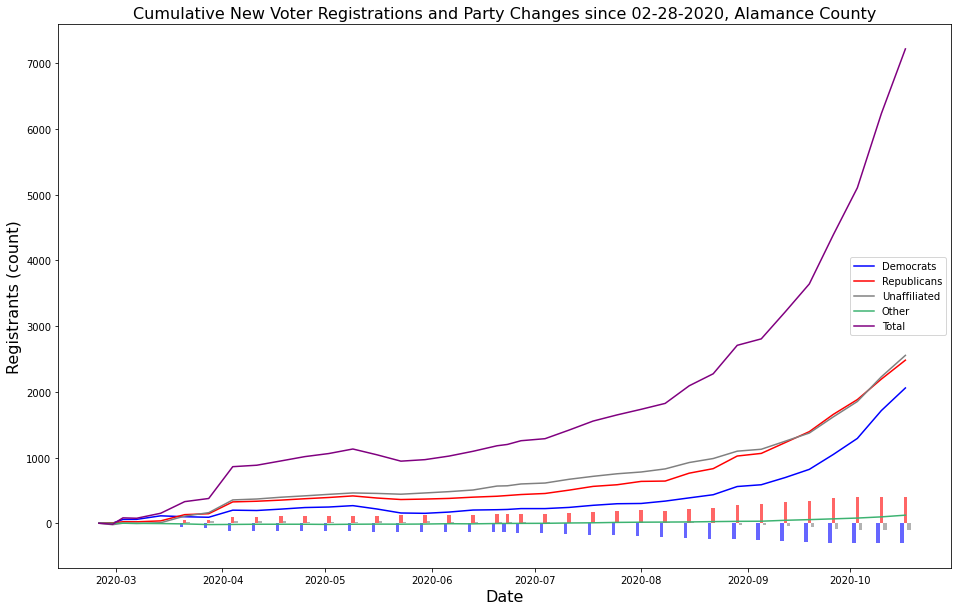 Cumulative New Voter Registrations and Party Changes since 02-28-2020, Alamance County
Registrants (count)
7000
6000
5000
4000
3000
2000
1000
0
Democrats
Republicans
Unaffiliated
Other
Total
2020-03 2020-04 2020-05 2020-06 2020-07 2020-08 2020-09 2020-10
Date